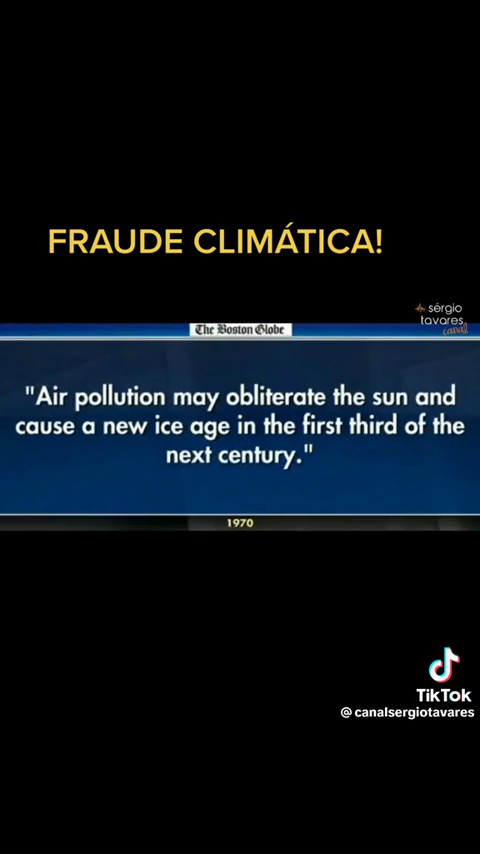 FRAUDE CLIMÁTICA!
sérgio
tavares
canal
The Boston Globe
"Air pollution may obliterate the sun and
cause a new ice age in the first third of the
next century."
1970
TikTok
@canalsergiotavares